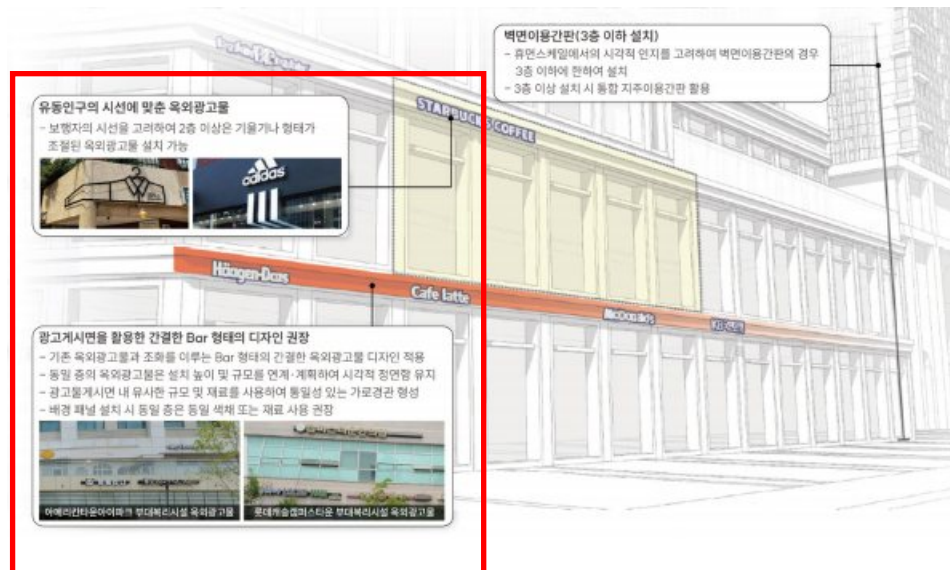 벽면이용간판(3층 이하 설치)
- 휴먼스케일에서의 시각적 인지를 고려하여 벽면이용간판의 경우
3층 이하에 한하여 설치
- 3층 이상 설치 시 통합 지주이용간판 활용
유동인구의 시선에 맞춘 옥외광고물
- 보행자의 시선을 고려하여 2층 이상은 기울기나 형태가
조절된 옥외광고물 설치 가능
adidas
STARBUCKS COFFEE
Häagen-Dazs
Cafe latte
McDonald's
광고게시면을 활용한 간결한 Bar 형태의 디자인 권장
- 기존 옥외광고물과 조화를 이루는 Bar 형태의 간결한 옥외광고물 디자인 적용
- 동일 층의 옥외광고물은 설치 높이 및 규모를 연계·계획하여 시각적 정연함 유지
- 광고물게시면 내 유사한 규모 및 재료를 사용하여 통일성 있는 가로경관 형성
- 배경 패널 설치 시 동일 층은 동일 색채 또는 재료 사용 권장
아메리칸타운아이파크 부대복리시설 옥외광고물
롯데캐슬캠퍼스타운 부대복리시설 옥외광고물